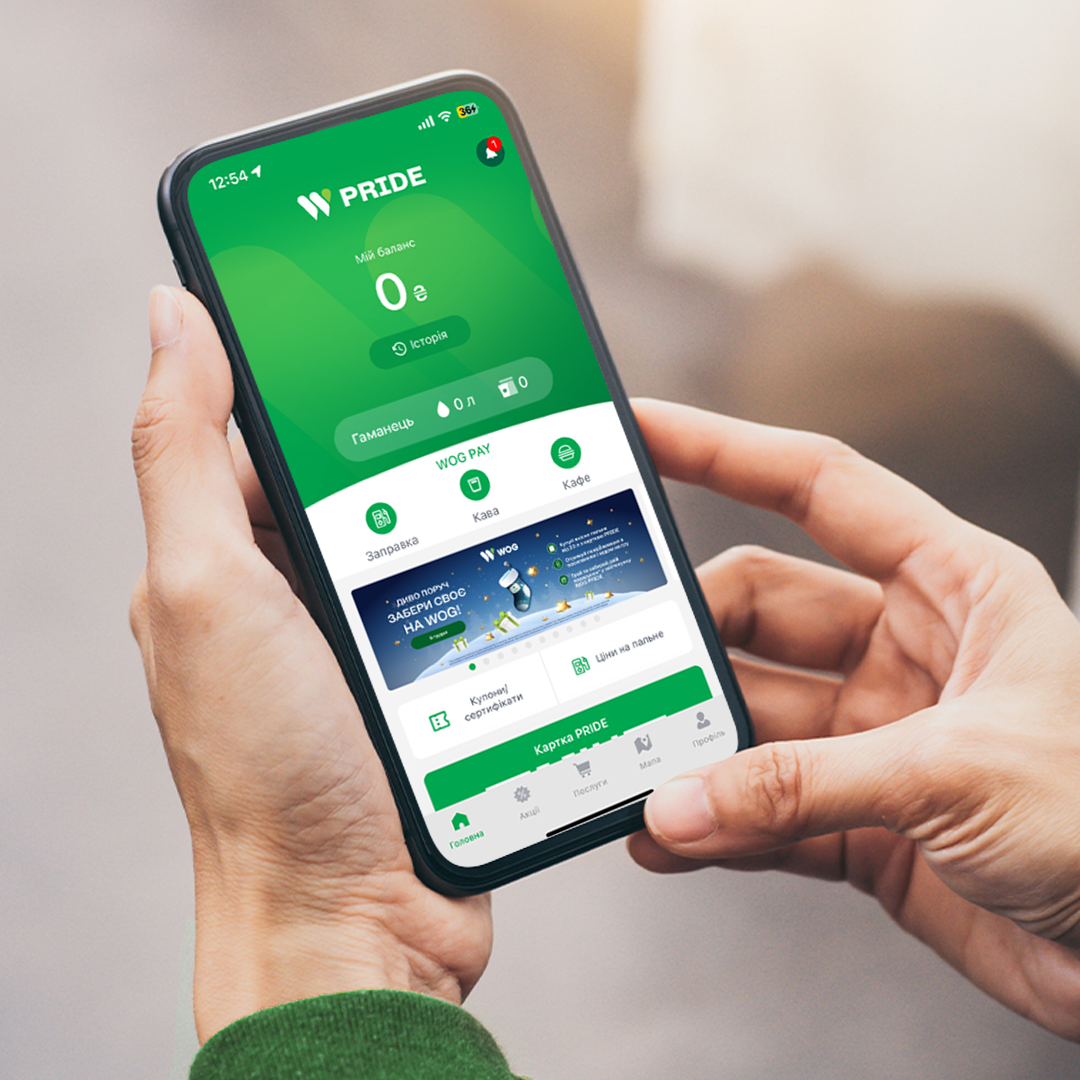 12:54
36
1
W PRIDE
Мій баланс
0 ₴
Історія
Гаманець 0 л 0
WOG PAY
Заправка
Кава
Кафе
WOG
ДИВО ПОРУЧ
ЗАБЕРИ СВОЄ
НА WOG!
Купони/
сертифікати
Ціни на пальне
Картка PRIDE
Головна
Акції
Послуги
Мапа
Профіль